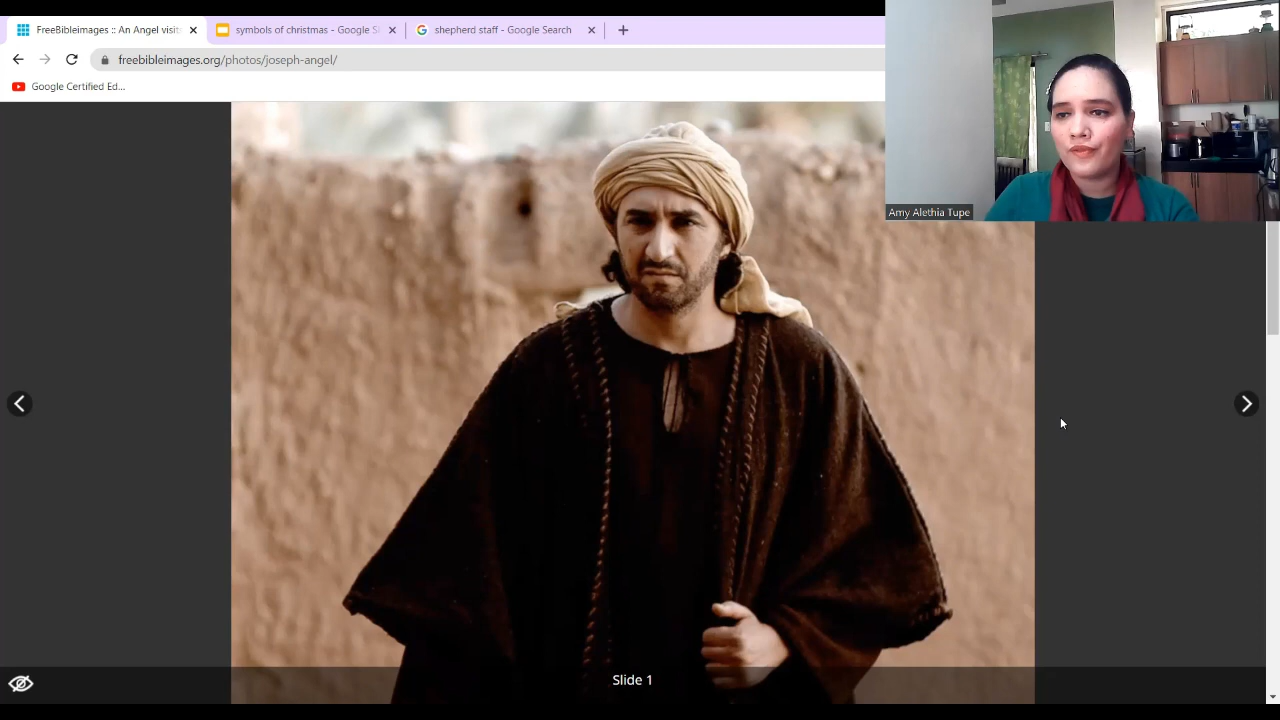 FreeBibleimages :: An Angel visit
symbols of christmas - Google S
shepherd staff - Google Search
freebibleimages.org/photos/joseph-angel/
Google Certified Ed...
Amy Alethia Tupe
Slide 1